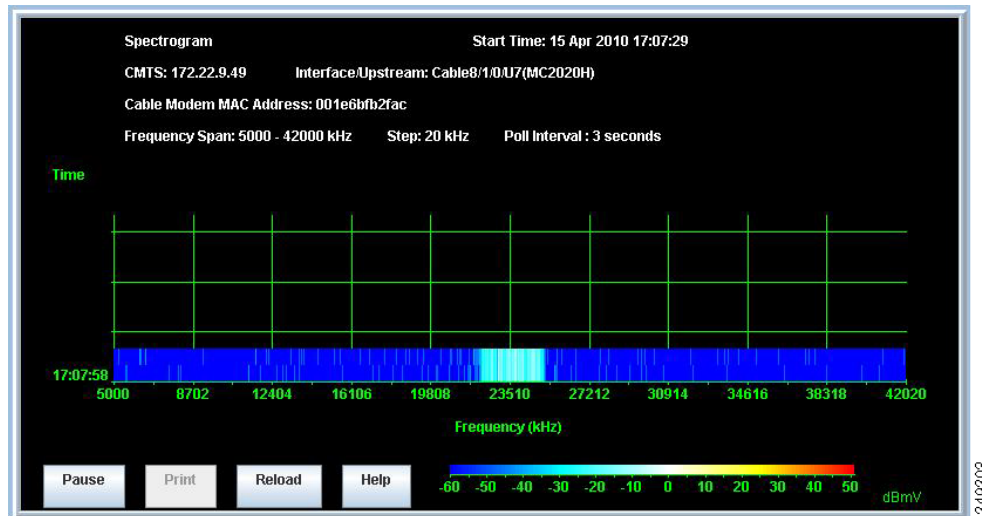 Spectrogram Start Time: 15 Apr 2010 17:07:29
CMTS: 172.22.9.49 Interface/Upstream: Cable8/1/0/U7(MC2020H)
Cable Modem MAC Address: 001e6bfb2fac
Frequency Span: 5000 - 42000 kHz Step: 20 kHz Poll Interval : 3 seconds
Time
17:07:58
5000 8702 12404 16106 19808 23510 27212 30914 34616 38318 42020
Frequency (kHz)
Pause Print Reload Help
-60 -50 -40 -30 -20 -10 0 10 20 30 40 50
dBmV